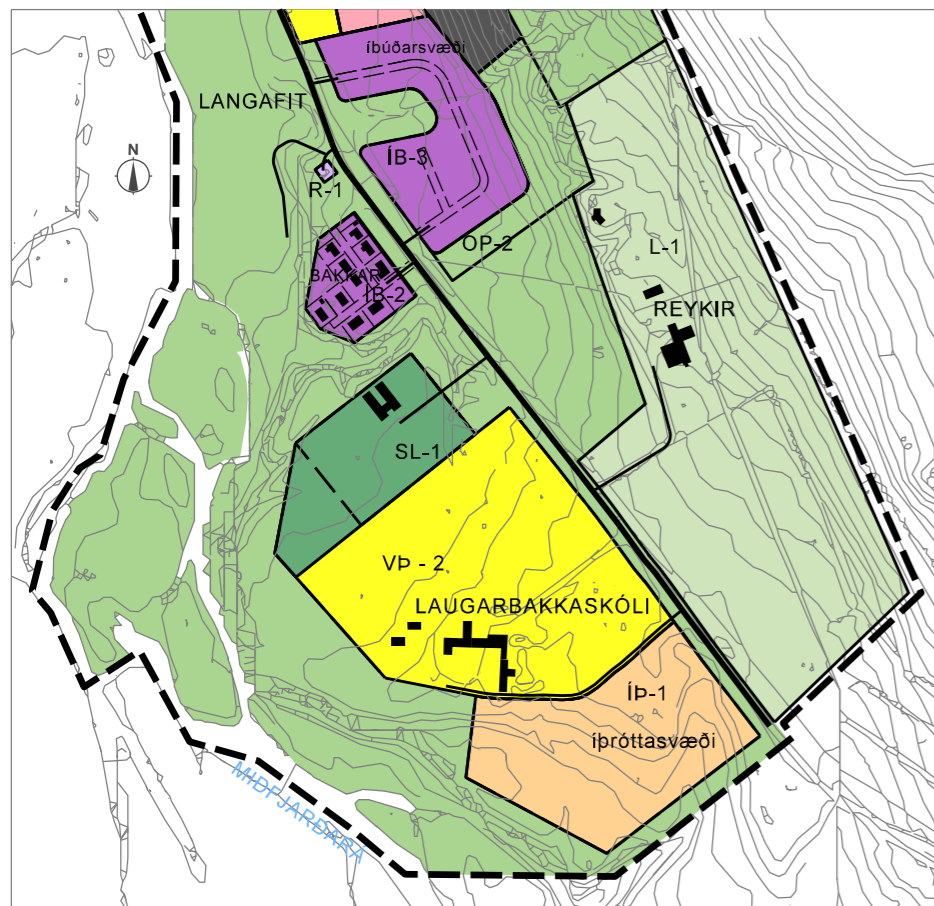 íbúðarsvæði
LANGAFIT
N
ÍB-3
R-1
OP-2
L-1
BAKKAR
ÍB-2
REYKIR
SL-1
VÞ - 2
LAUGARBAKKASKÓLI
ÍÞ-1
íþróttasvæði
MIÐFJARÐARÁ